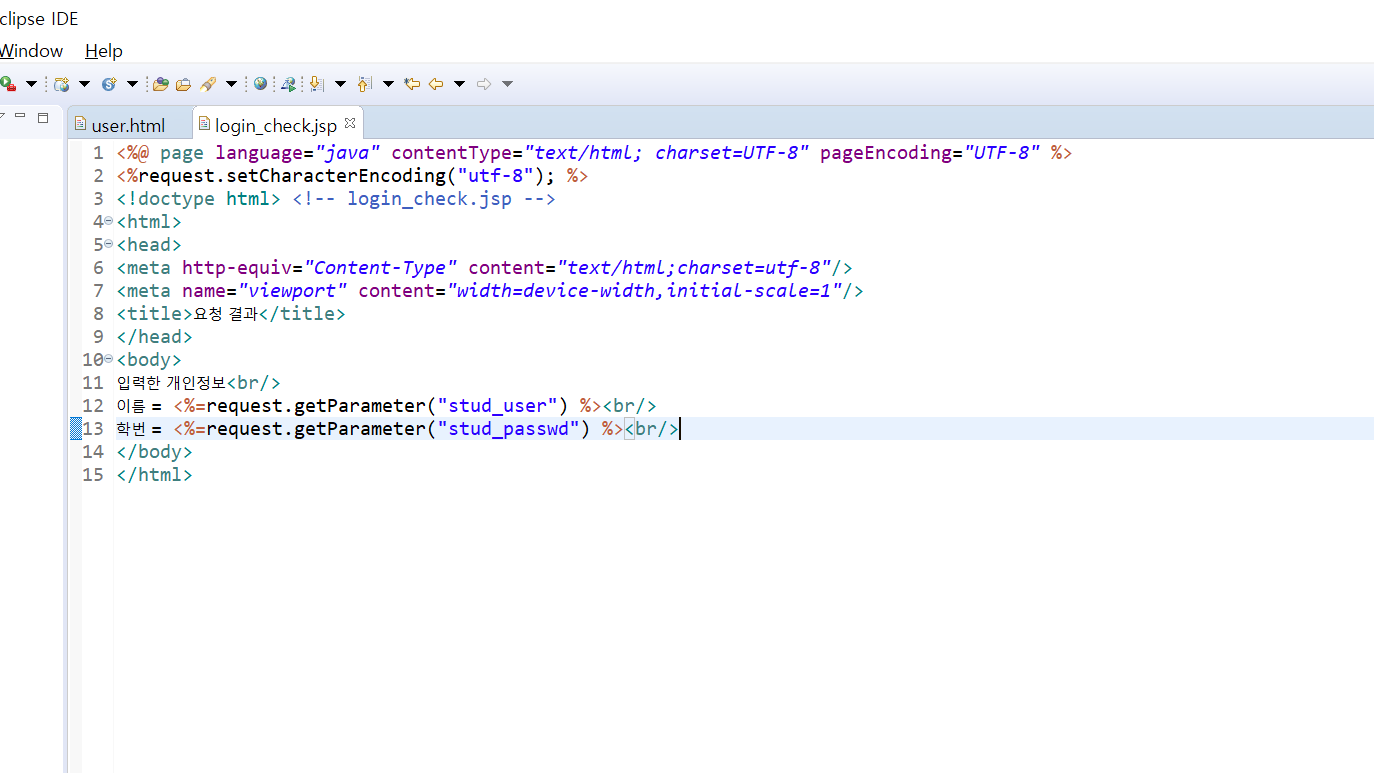 clipse IDE
Window Help
user.html login_check.jsp
1 <%@ page language="java" contentType="text/html; charset=UTF-8" pageEncoding="UTF-8" %>
2 <%request.setCharacterEncoding("utf-8"); %>
3 <!doctype html> <!-- login_check.jsp -->
4 <html>
5 <head>
6 <meta http-equiv="Content-Type" content="text/html;charset=utf-8"/>
7 <meta name="viewport" content="width=device-width,initial-scale=1"/>
8 <title>요청 결과</title>
9 </head>
10 <body>
11 입력한 개인정보<br/>
12 이름 = <%=request.getParameter("stud_user") %><br/>
13 학번 = <%=request.getParameter("stud_passwd") %><br/>
14 </body>
15 </html>